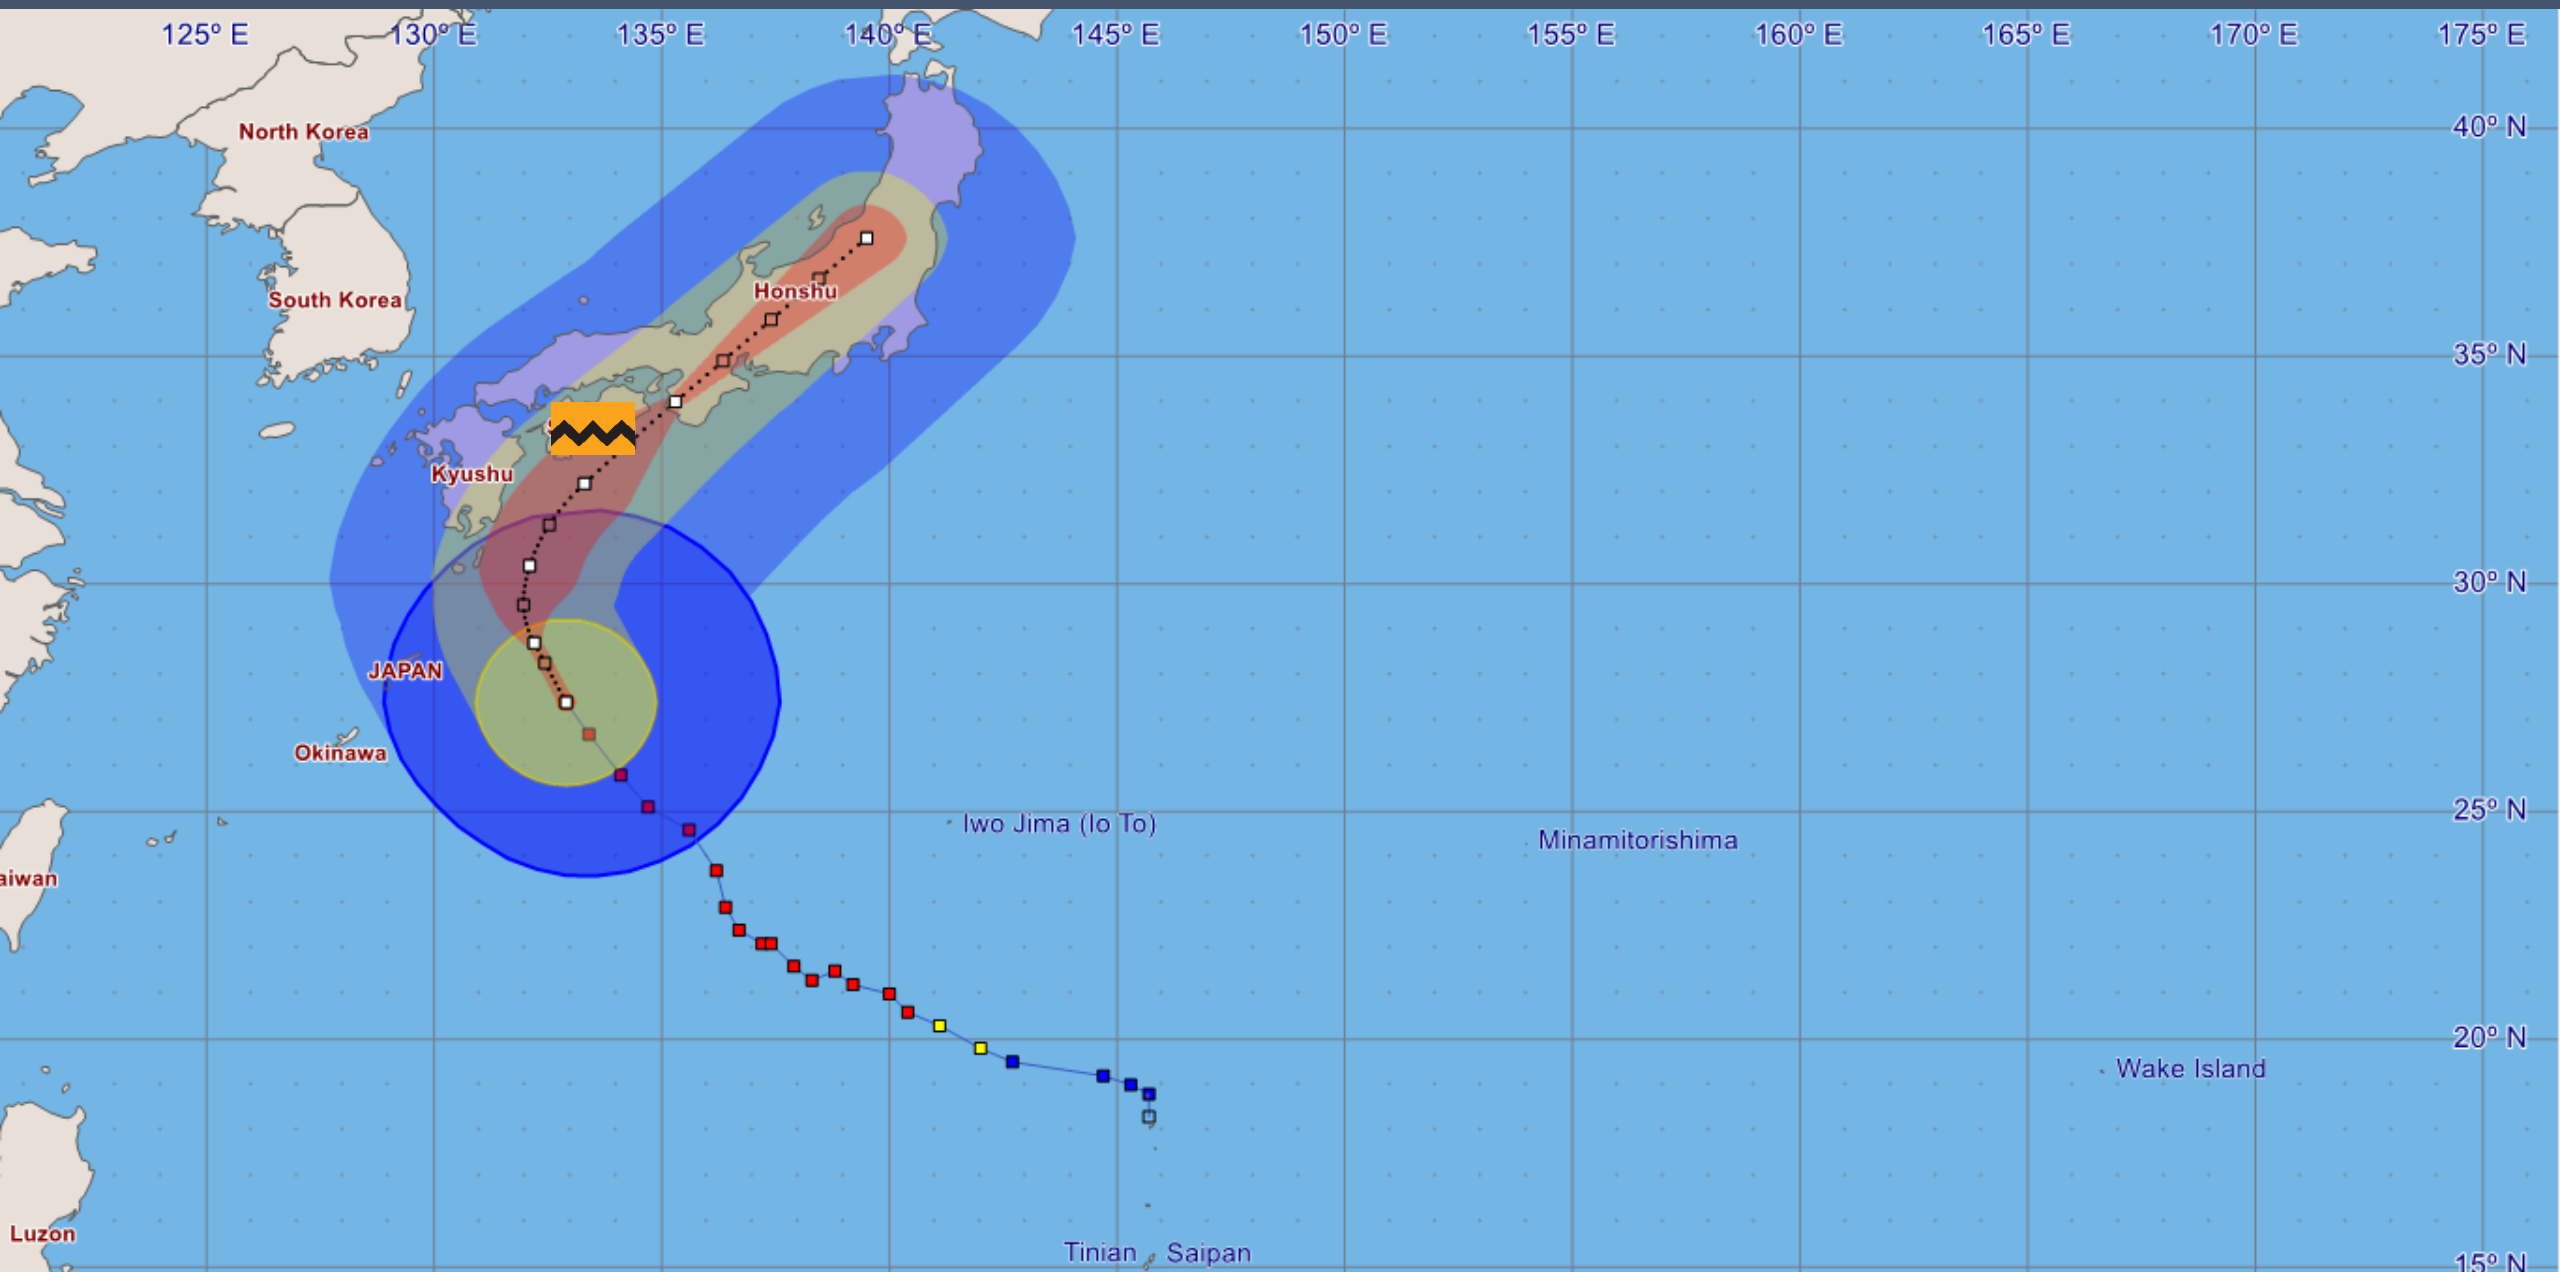 125° E 130° E 135° E 140° E 145° E 150° E 155° E 160° E 165° E 170° E 175° E
40° N
North Korea
Honshu
South Korea
35° N
Kyushu
30° N
JAPAN
Okinawa
25° N
Iwo Jima (Io To)
Minamitorishima
aiwan
20° N
Wake Island
Luzon
Tinian
Saipan
15° N